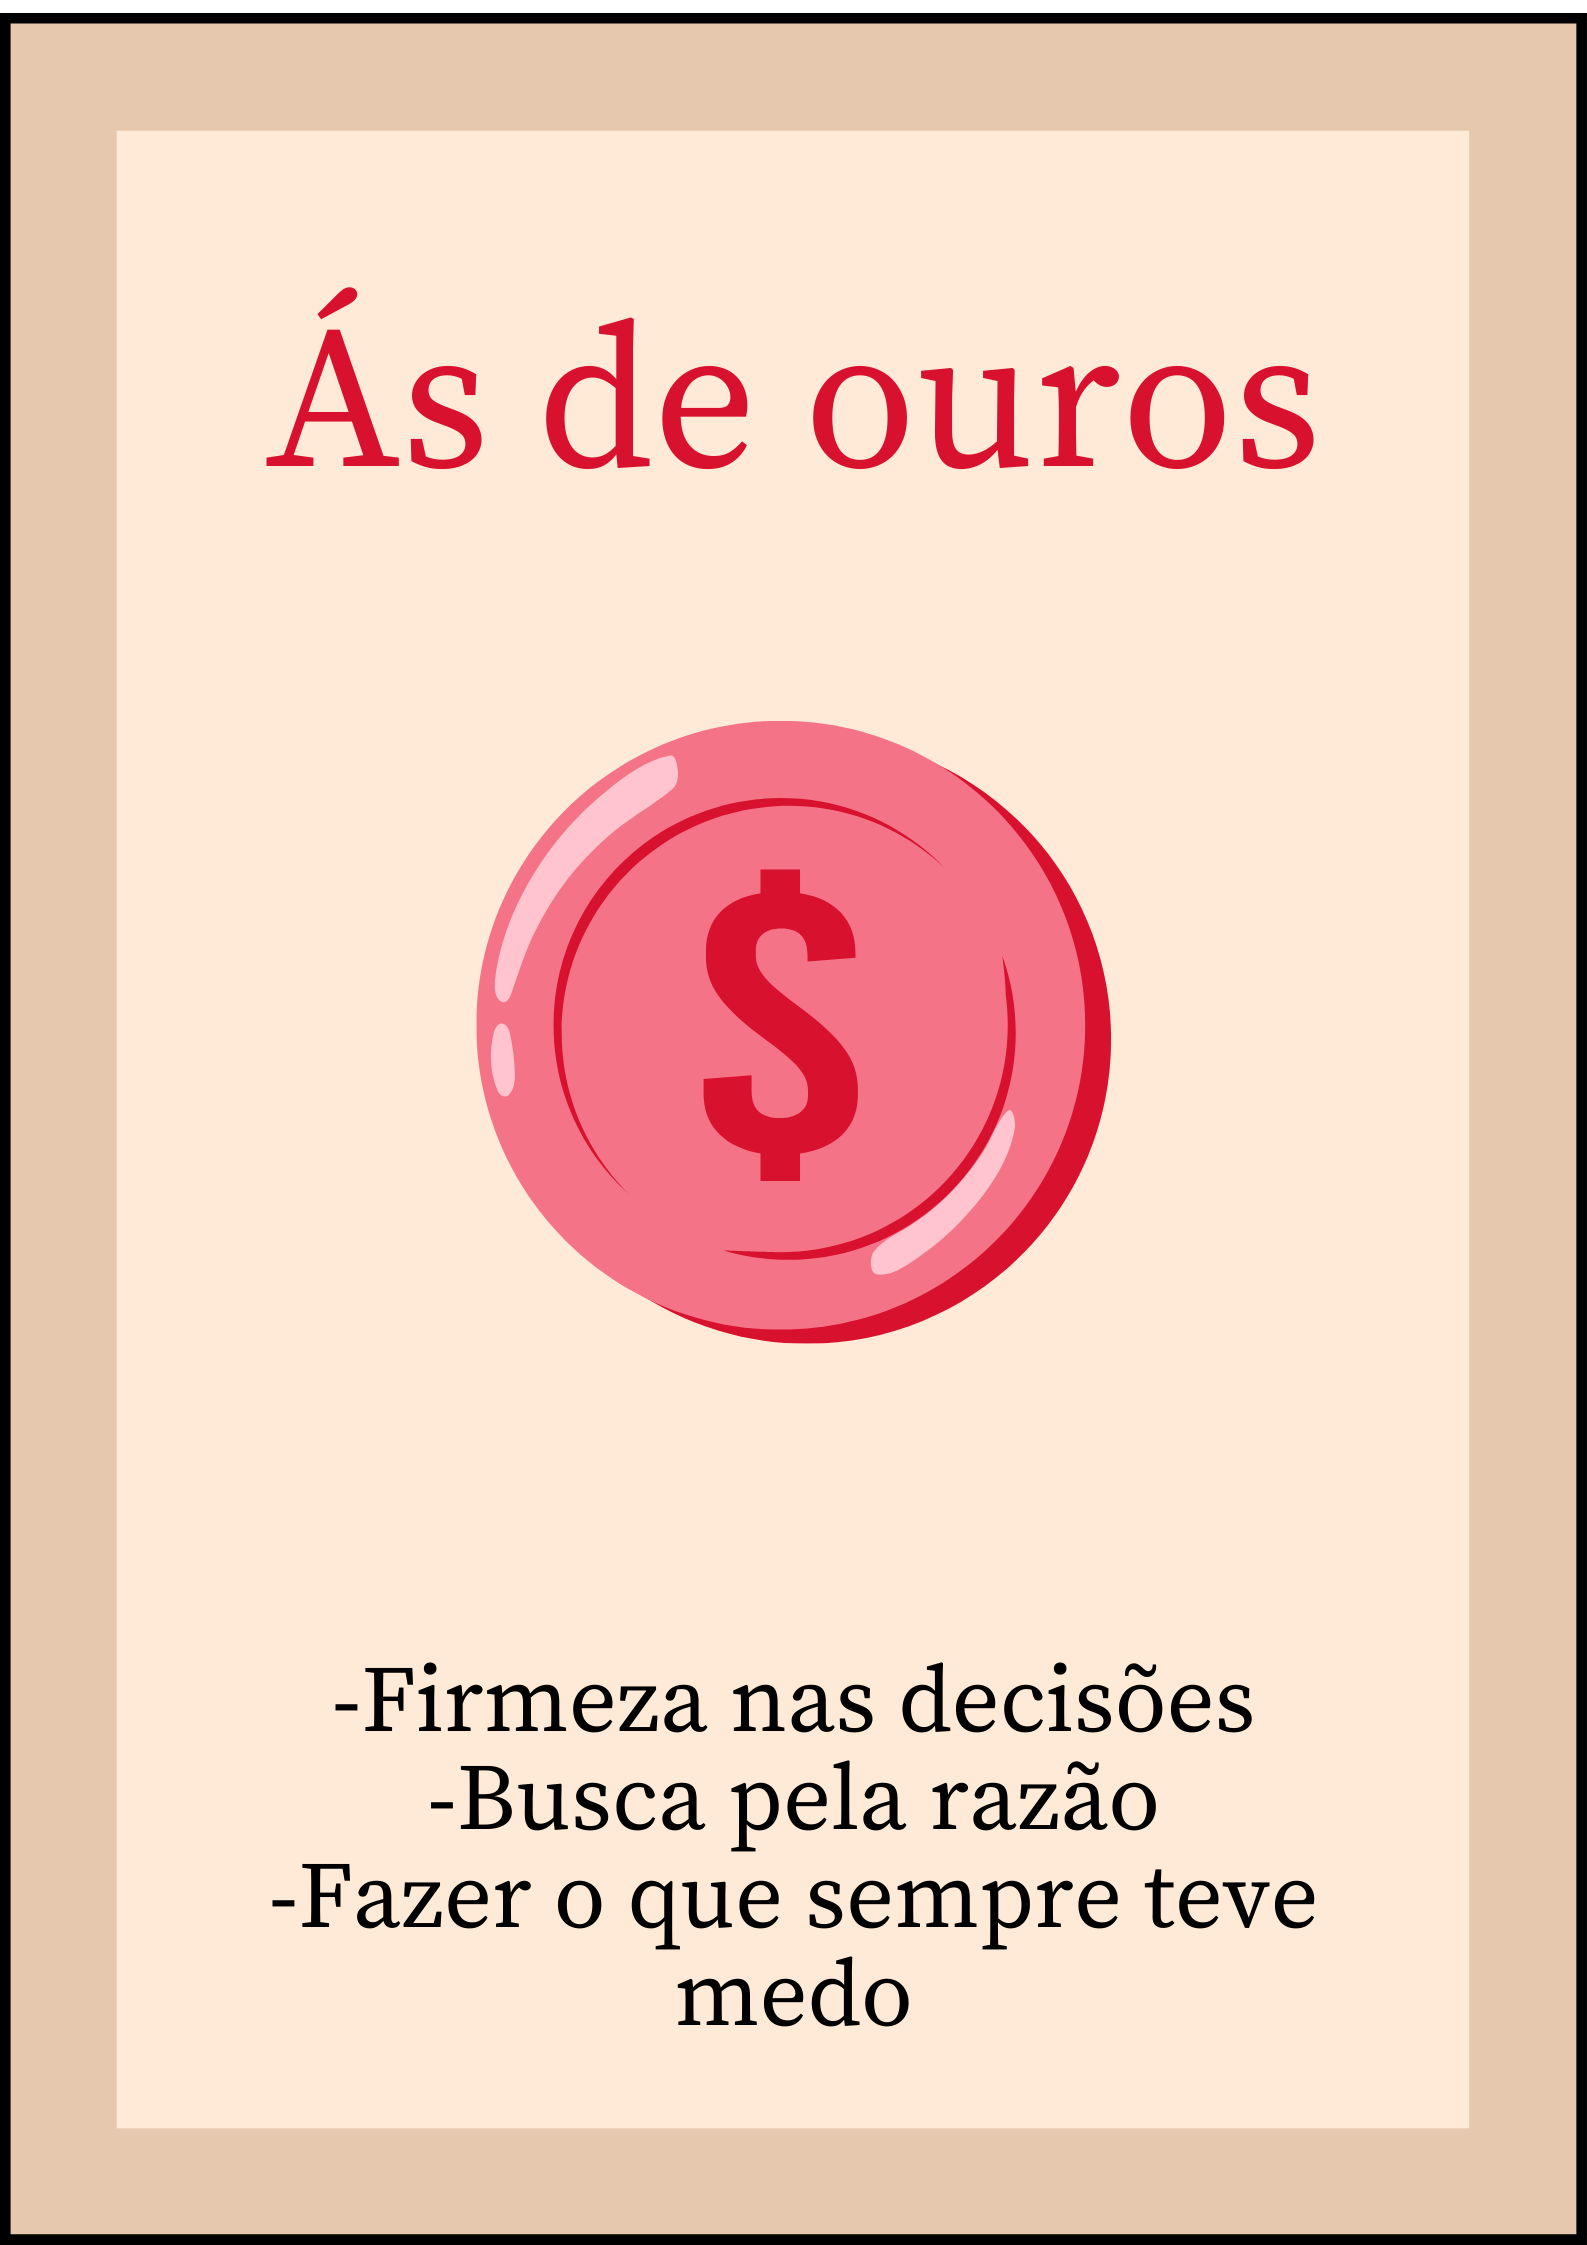 Ás de ouros
$
-Firmeza nas decisões
-Busca pela razão
-Fazer o que sempre teve
medo